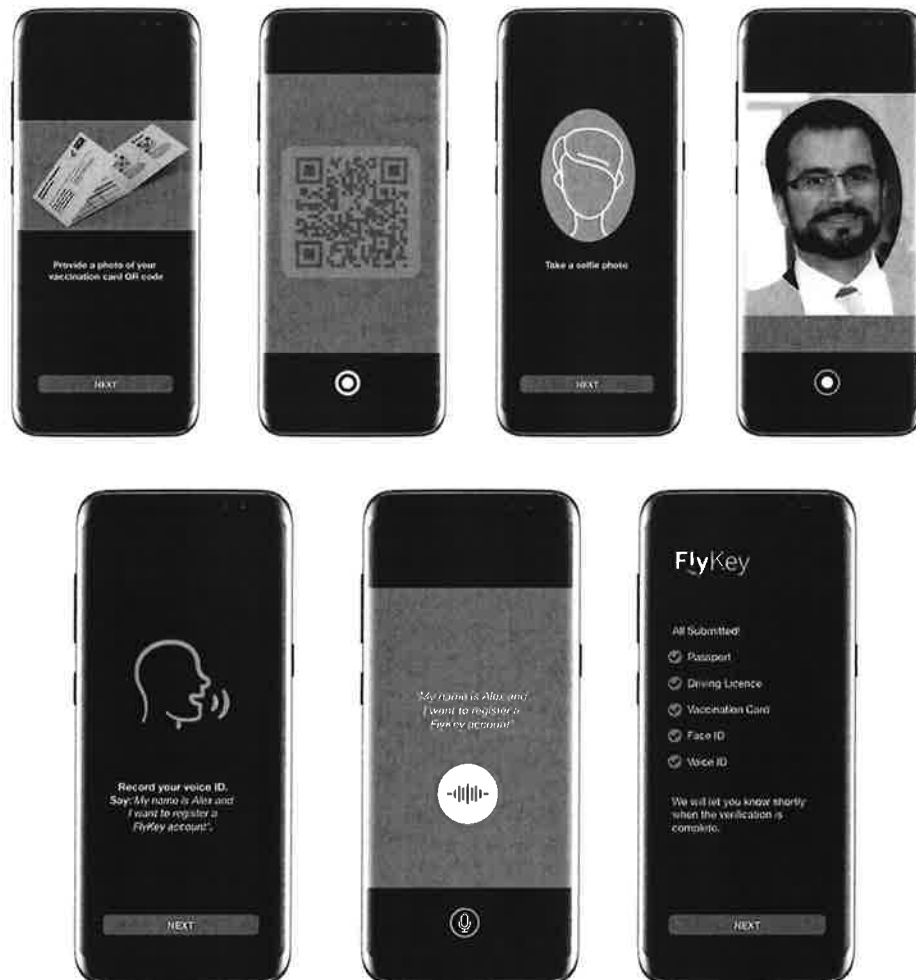 Provide a photo of your
vaccination card QR code
NEXT
Take a selfie photo
NEXT
Record your voice ID.
Say: 'My name is Alex and
I want to register a
FlyKey account'.
NEXT
'My name is Alex and
I want to register a
FlyKey account'
FlyKey
All Submitted!
Passport
Driving Licence
Vaccination Card
Face ID
Voice ID
We will let you know shortly
when the verification is
complete.
NEXT